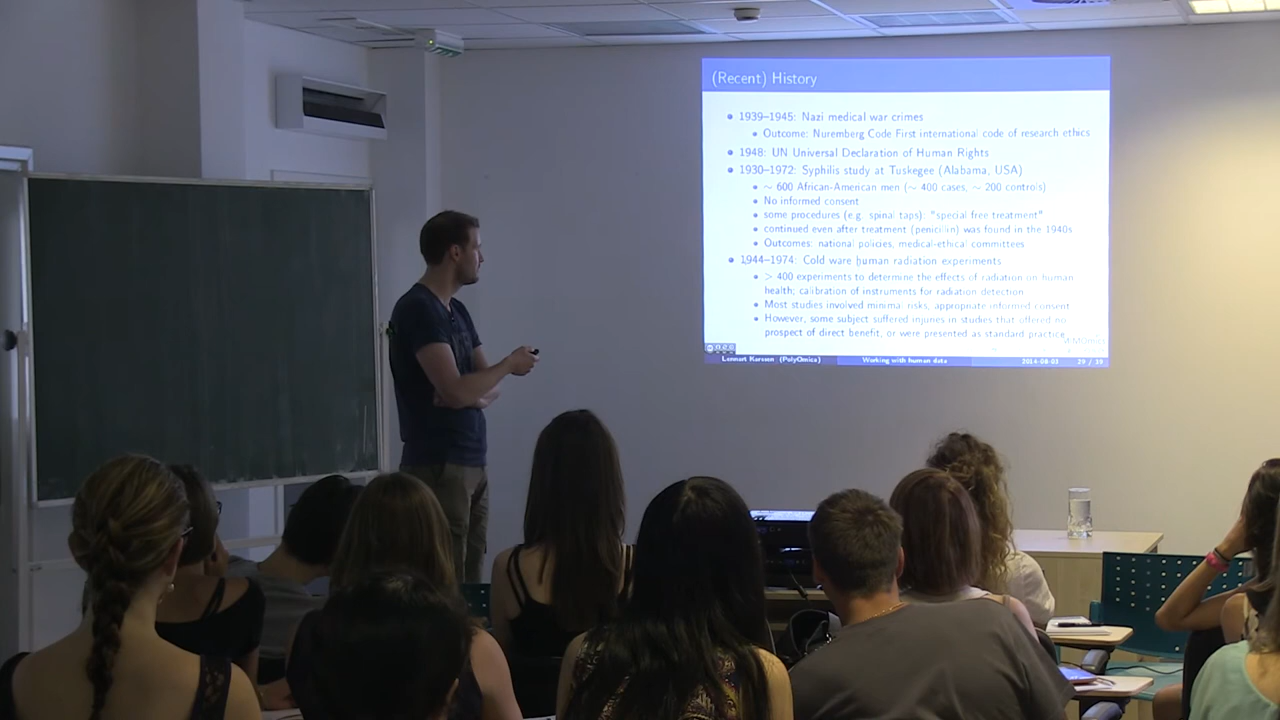 (Recent) History
1939–1945: Nazi medical war crimes
Outcome: Nuremberg Code First international code of research ethics
1948: UN Universal Declaration of Human Rights
1930–1972: Syphilis study at Tuskegee (Alabama, USA)
~ 600 African-American men (~ 400 cases, ~ 200 controls)
No informed consent
some procedures (e.g. spinal taps): "special free treatment"
continued even after treatment (penicillin) was found in the 1940s
Outcomes: national policies, medical-ethical committees
1944–1974: Cold ware human radiation experiments
> 400 experiments to determine the effects of radiation on human
health; calibration of instruments for radiation detection
Most studies involved minimal risks, appropriate informed consent
However, some subject suffered injuries in studies that offered no
prospect of direct benefit, or were presented as standard practice
MIMOmics
Lennart Karssen (PolyOmica) Working with human data 2016-08-03 29 / 39